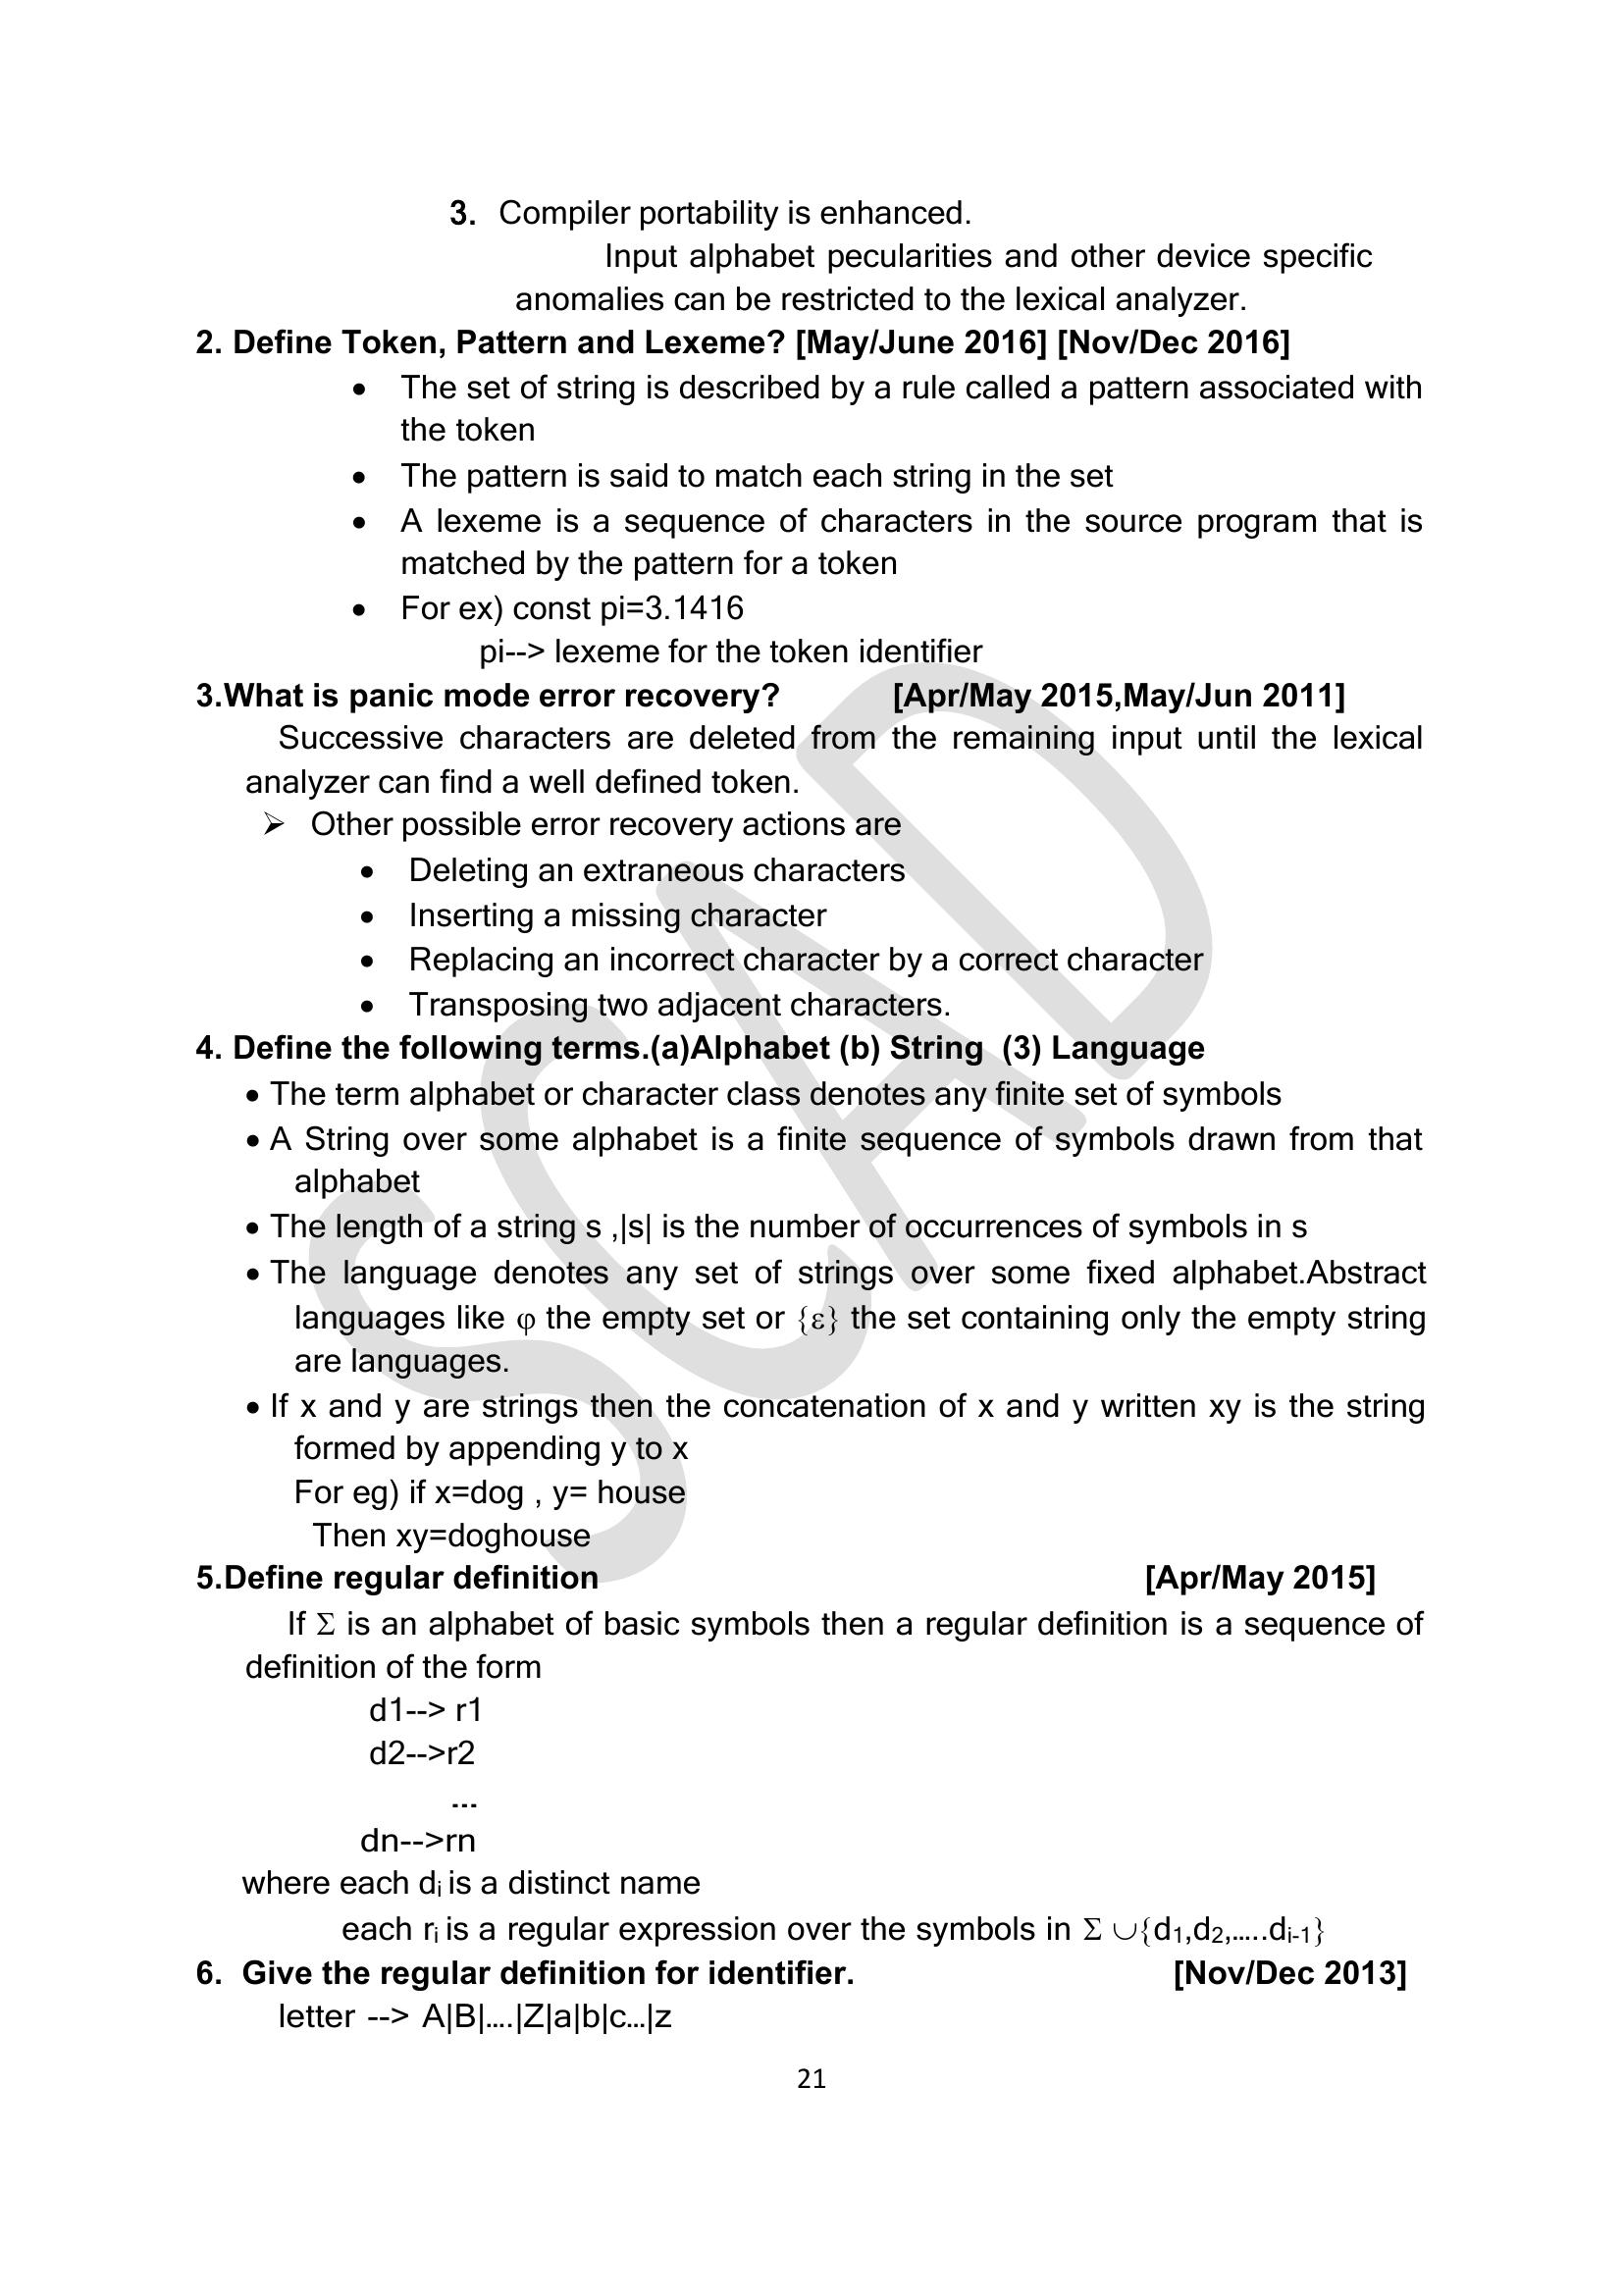 3. Compiler portability is enhanced.
Input alphabet pecularities and other device specific
anomalies can be restricted to the lexical analyzer.
2. Define Token, Pattern and Lexeme? [May/June 2016] [Nov/Dec 2016]
• The set of string is described by a rule called a pattern associated with
the token
• The pattern is said to match each string in the set
• A lexeme is a sequence of characters in the source program that is
matched by the pattern for a token
• For ex) const pi=3.1416
pi--> lexeme for the token identifier
3.What is panic mode error recovery? [Apr/May 2015,May/Jun 2011]
Successive characters are deleted from the remaining input until the lexical
analyzer can find a well defined token.
➢ Other possible error recovery actions are
• Deleting an extraneous characters
• Inserting a missing character
• Replacing an incorrect character by a correct character
• Transposing two adjacent characters.
4. Define the following terms.(a)Alphabet (b) String (3) Language
• The term alphabet or character class denotes any finite set of symbols
• A String over some alphabet is a finite sequence of symbols drawn from that
alphabet
• The length of a string s ,|s| is the number of occurrences of symbols in s
• The language denotes any set of strings over some fixed alphabet.Abstract
languages like φ the empty set or {ε} the set containing only the empty string
are languages.
• If x and y are strings then the concatenation of x and y written xy is the string
formed by appending y to x
For eg) if x=dog , y= house
Then xy=doghouse
5.Define regular definition [Apr/May 2015]
If Σ is an alphabet of basic symbols then a regular definition is a sequence of
definition of the form
d1--> r1
d2-->r2
...
dn-->rn
where each di is a distinct name
each ri is a regular expression over the symbols in Σ ∪{d1,d2,…..di-1}
6. Give the regular definition for identifier. [Nov/Dec 2013]
letter --> A|B|….|Z|a|b|c…|z
21
SCAD